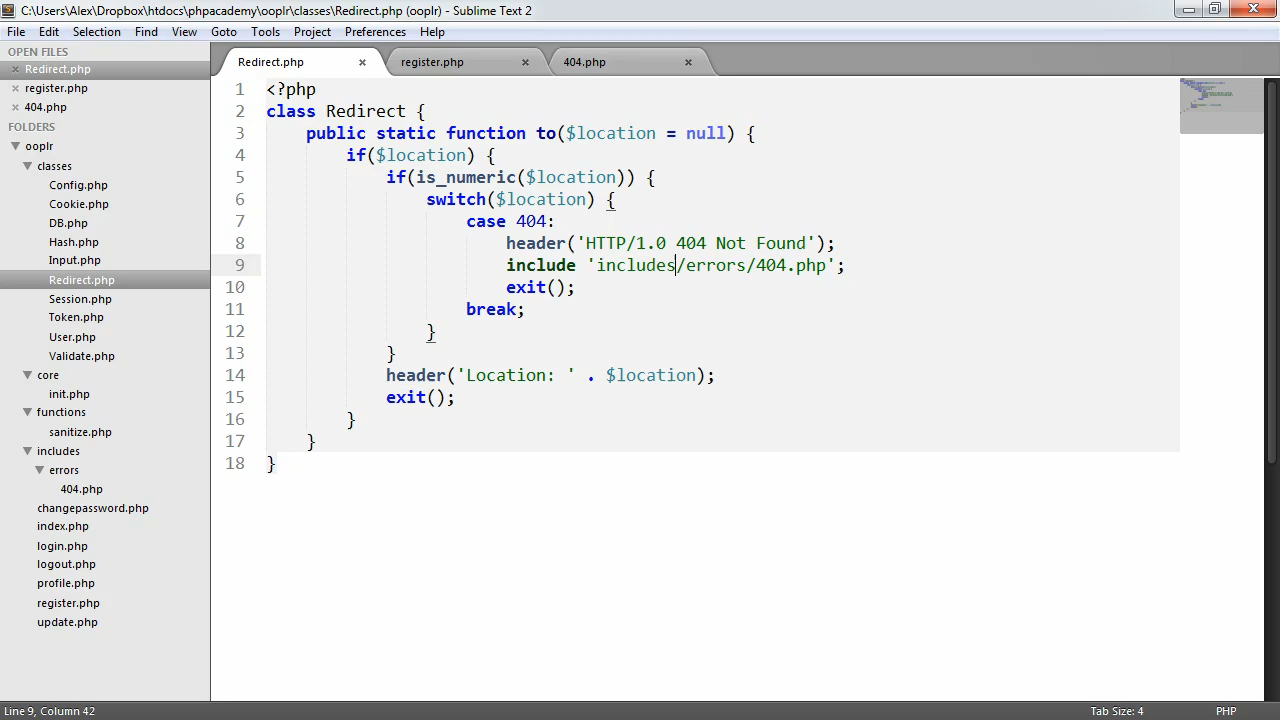 C:\Users\Alex\Dropbox\htdocs\phpacademy\ooplr\classes\Redirect.php (ooplr) - Sublime Text 2
File Edit Selection Find View Goto Tools Project Preferences Help
OPEN FILES
Redirect.php
register.php
404.php
FOLDERS
ooplr
classes
Config.php
Cookie.php
DB.php
Hash.php
Input.php
Redirect.php
Session.php
Token.php
User.php
Validate.php
core
init.php
functions
sanitize.php
includes
errors
404.php
changepassword.php
index.php
login.php
logout.php
profile.php
register.php
update.php
Redirect.php register.php 404.php
1 <?php
2 class Redirect {
3 public static function to($location = null) {
4 if($location) {
5 if(is_numeric($location)) {
6 switch($location) {
7 case 404:
8 header('HTTP/1.0 404 Not Found');
9 include 'includes/errors/404.php';
10 exit();
11 break;
12 }
13 }
14 header('Location: ' . $location);
15 exit();
16 }
17 }
18 }
Line 9, Column 42 Tab Size: 4 PHP